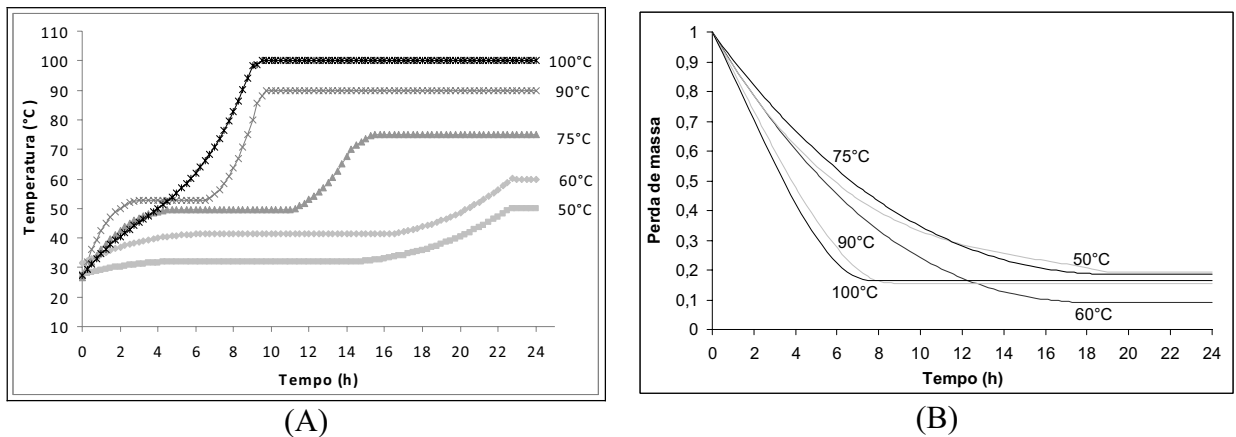 Temperatura (°C)
110
100
90
80
70
60
50
40
30
20
10
100°C
90°C
75°C
60°C
50°C
0 2 4 6 8 10 12 14 16 18 20 22 24
Tempo (h)
(A)
Perda de massa
1
0,9
0,8
0,7
0,6
0,5
0,4
0,3
0,2
0,1
0
75°C
90°C
100°C
50°C
60°C
0 2 4 6 8 10 12 14 16 19 20 22 24
Tempo (h)
(B)